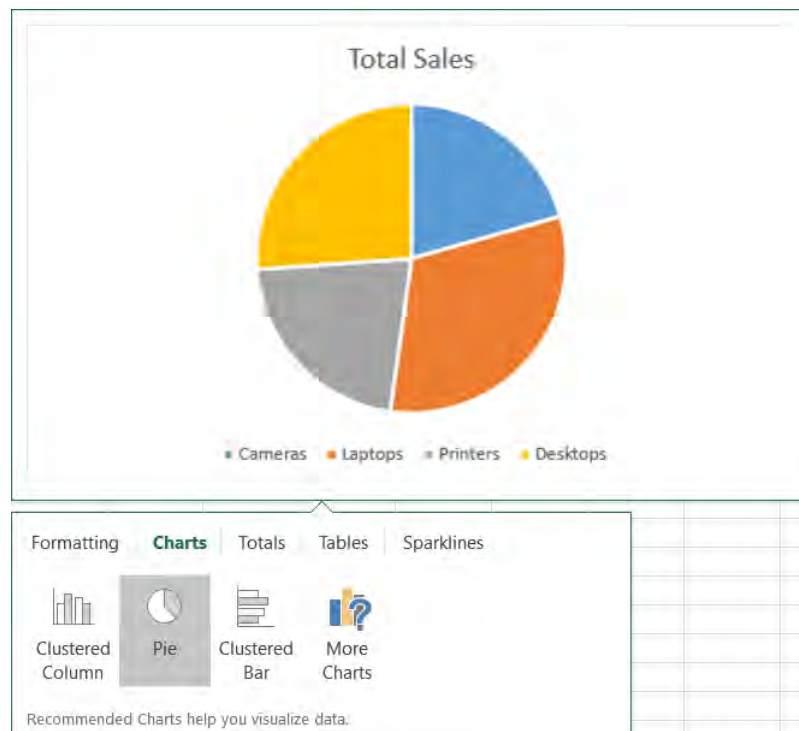 Total Sales
Cameras Laptops Printers Desktops
Formatting Charts Totals Tables Sparklines
Clustered Column
Pie
Clustered Bar
More Charts
Recommended Charts help you visualize data.